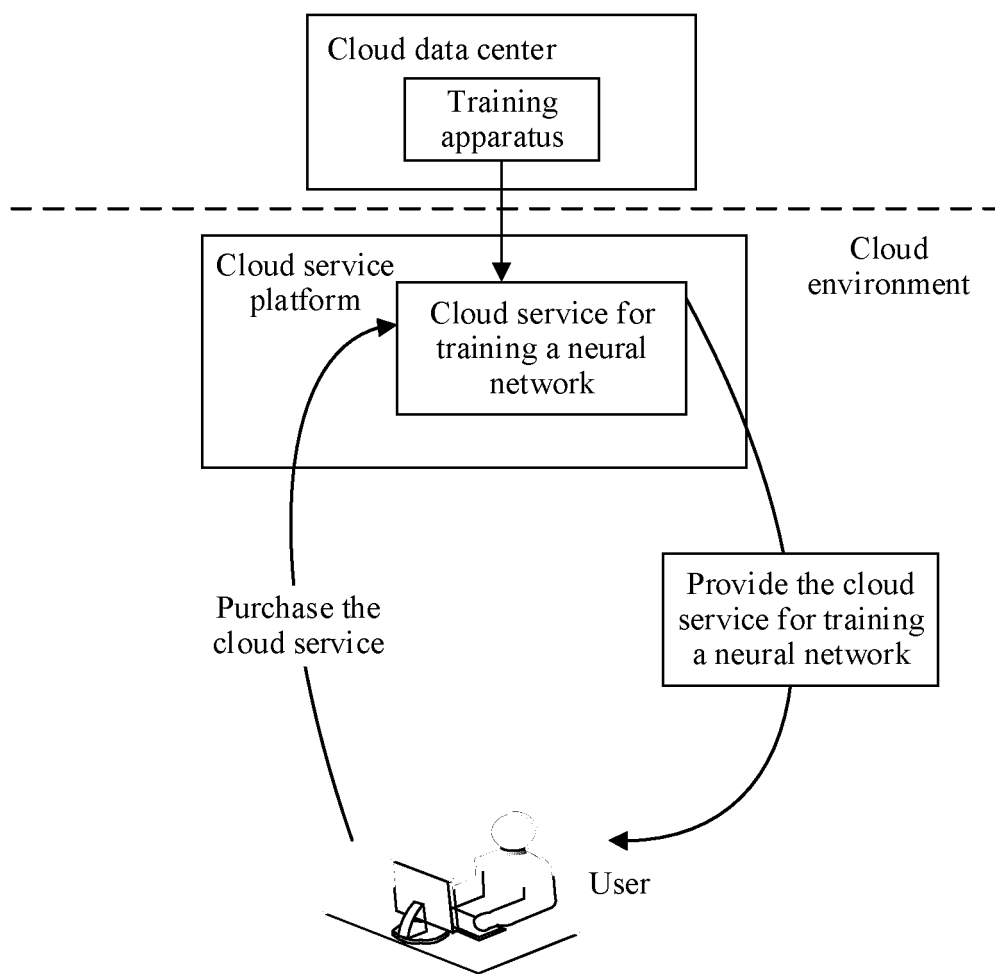 Cloud data center
Training
apparatus
Cloud
environment
Cloud service
platform
Cloud service for
training a neural
network
Purchase the
cloud service
Provide the cloud
service for training
a neural network
User